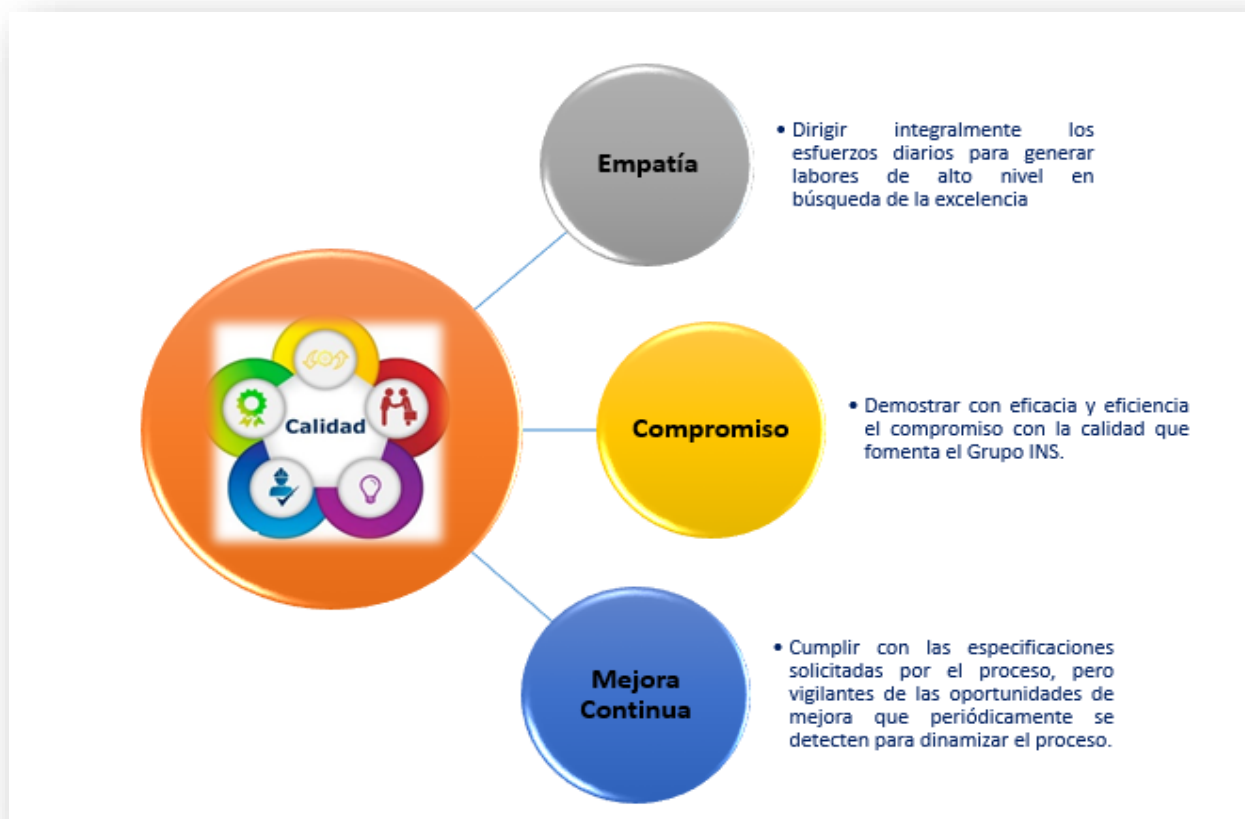 Empatía
• Dirigir integralmente los
esfuerzos diarios para generar
labores de alto nivel en
búsqueda de la excelencia
Calidad
Compromiso
• Demostrar con eficacia y eficiencia
el compromiso con la calidad que
fomenta el Grupo INS.
Mejora
Continua
• Cumplir con las especificaciones
solicitadas por el proceso, pero
vigilantes de las oportunidades de
mejora que periódicamente se
detecten para dinamizar el proceso.